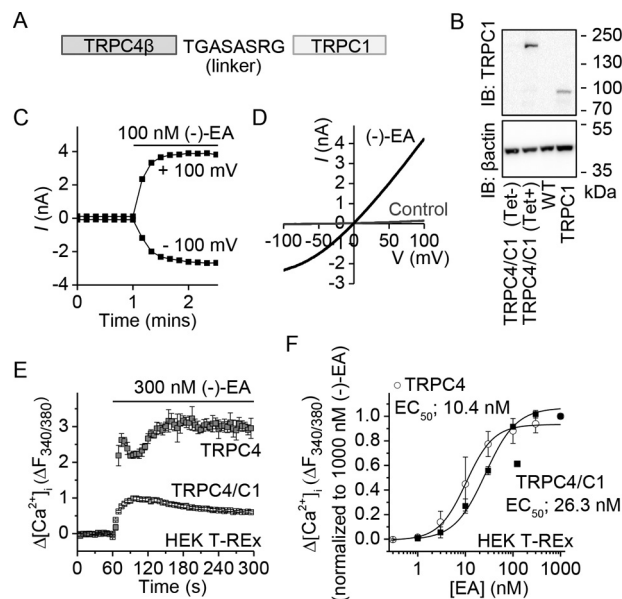 A
TRPC4β TGASASRG TRPC1
(linker)
B
IB: TRPC1
250
130
100
70
IB: βactin
55
35
kDa
TRPC4/C1 (Tet-)
TRPC4/C1 (Tet+)
WT
TRPC1
C
100 nM (-)-EA
I (nA)
4
2
0
-2
-4
+ 100 mV
- 100 mV
0 1 2
Time (mins)
D
I (nA)
(-)-EA
4
3
2
1
Control
-100 -50 0 50 100
V (mV)
-1
-2
-3
E
300 nM (-)-EA
Δ[Ca2+]i (ΔF340/380)
3
2
1
0
TRPC4
TRPC4/C1
HEK T-REx
0 60 120 180 240 300
Time (s)
F
Δ[Ca2+]i (ΔF340/380)
(normalized to 1000 nM (-)-EA
1.0
0.8
0.6
0.4
0.2
0.0
TRPC4
EC50; 10.4 nM
TRPC4/C1
EC50; 26.3 nM
HEK T-REx
1 10 100 1000
[EA] (nM)